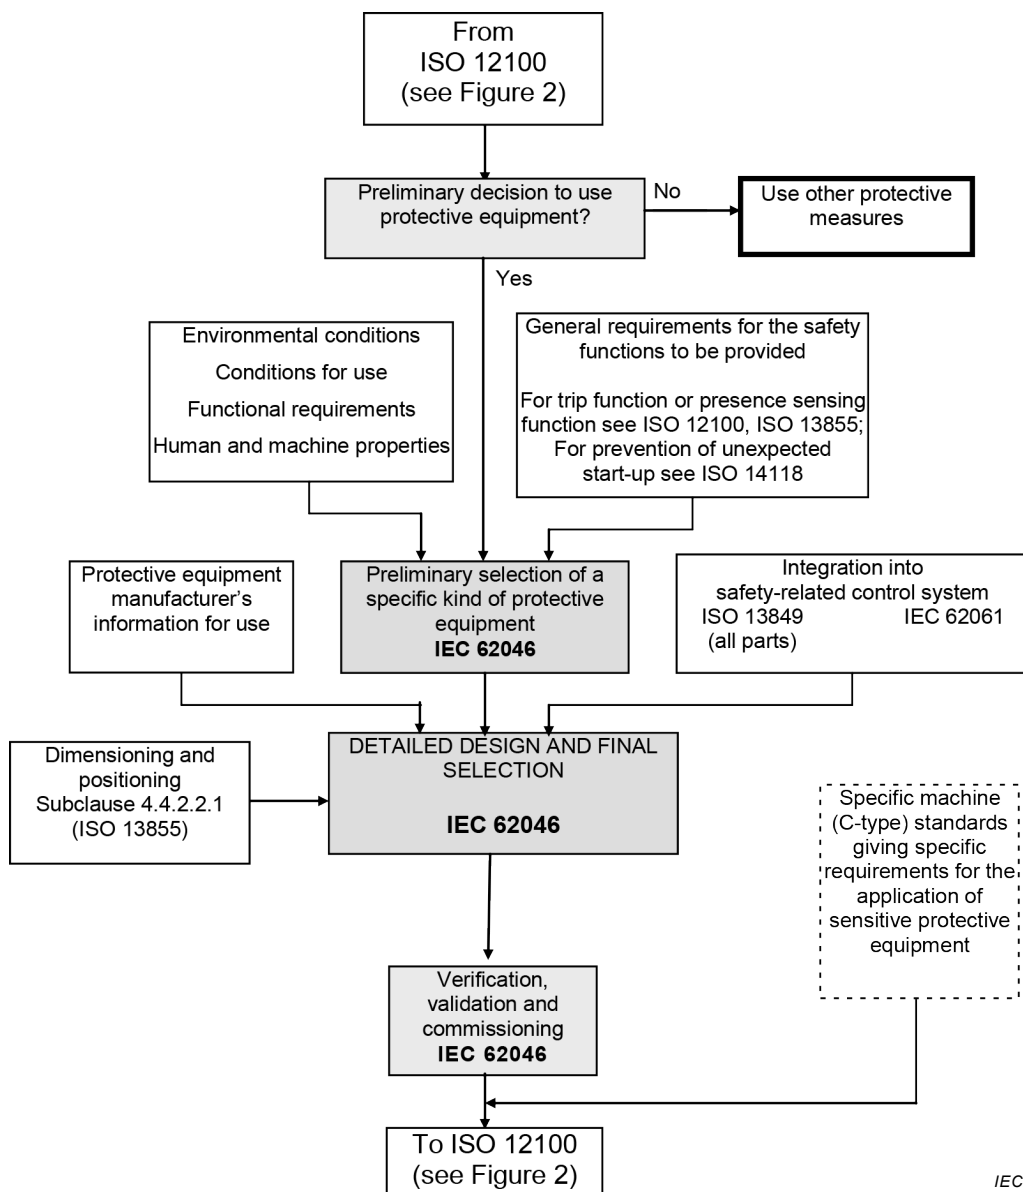 From
ISO 12100
(see Figure 2)
Preliminary decision to use
protective equipment?
No
Use other protective
measures
Yes
Environmental conditions
Conditions for use
Functional requirements
Human and machine properties
General requirements for the safety
functions to be provided
For trip function or presence sensing
function see ISO 12100, ISO 13855;
For prevention of unexpected
start-up see ISO 14118
Protective equipment
manufacturer's
information for use
Preliminary selection of a
specific kind of protective
equipment
IEC 62046
Integration into
safety-related control system
ISO 13849 IEC 62061
(all parts)
Dimensioning and
positioning
Subclause 4.4.2.2.1
(ISO 13855)
DETAILED DESIGN AND FINAL
SELECTION
IEC 62046
Specific machine
(C-type) standards
giving specific
requirements for the
application of
sensitive protective
equipment
Verification,
validation and
commissioning
IEC 62046
To ISO 12100
(see Figure 2)
IEC